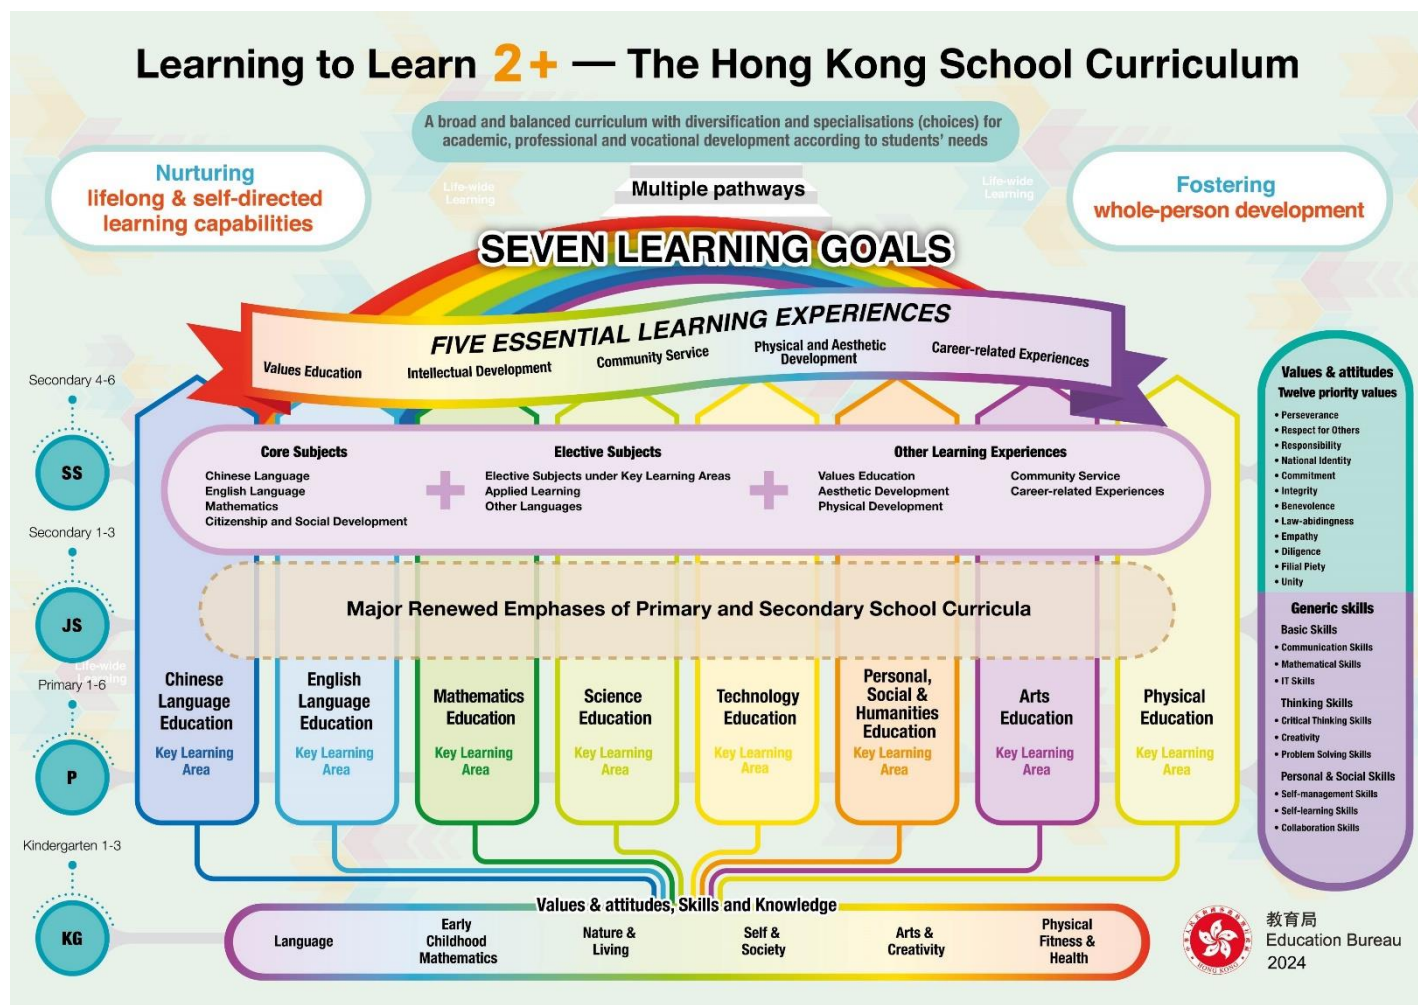 Learning to Learn 2+ — The Hong Kong School Curriculum
A broad and balanced curriculum with diversification and specialisations (choices) for
academic, professional and vocational development according to students' needs
Nurturing
lifelong & self-directed
learning capabilities
Life-wide
Learning
Multiple pathways
Life-wide
Learning
Fostering
whole-person development
SEVEN LEARNING GOALS
FIVE ESSENTIAL LEARNING EXPERIENCES
Values Education
Intellectual Development
Community Service
Physical and Aesthetic
Development
Career-related Experiences
Secondary 4-6
SS
Secondary 1-3
JS
Life-wide
Learning
Primary 1-6
P
Kindergarten 1-3
KG
Core Subjects
Chinese Language
English Language
Mathematics
Citizenship and Social Development
+
Elective Subjects
Elective Subjects under Key Learning Areas
Applied Learning
Other Languages
+
Other Learning Experiences
Values Education
Aesthetic Development
Physical Development
Community Service
Career-related Experiences
Major Renewed Emphases of Primary and Secondary School Curricula
Chinese
Language
Education
Key Learning
Area
English
Language
Education
Key Learning
Area
Mathematics
Education
Key Learning
Area
Science
Education
Key Learning
Area
Technology
Education
Key Learning
Area
Personal,
Social &
Humanities
Education
Key Learning
Area
Arts
Education
Key Learning
Area
Physical
Education
Key Learning
Area
Values & attitudes
Twelve priority values
• Perseverance
• Respect for Others
• Responsibility
• National Identity
• Commitment
• Integrity
• Benevolence
• Law-abidingness
• Empathy
• Diligence
• Filial Piety
• Unity
Generic skills
Basic Skills
• Communication Skills
• Mathematical Skills
• IT Skills
Thinking Skills
• Critical Thinking Skills
• Creativity
• Problem Solving Skills
Personal & Social Skills
• Self-management Skills
• Self-learning Skills
• Collaboration Skills
Values & attitudes, Skills and Knowledge
Language
Early
Childhood
Mathematics
Nature &
Living
Self &
Society
Arts &
Creativity
Physical
Fitness &
Health
HONG KONG
教育局
Education Bureau
2024